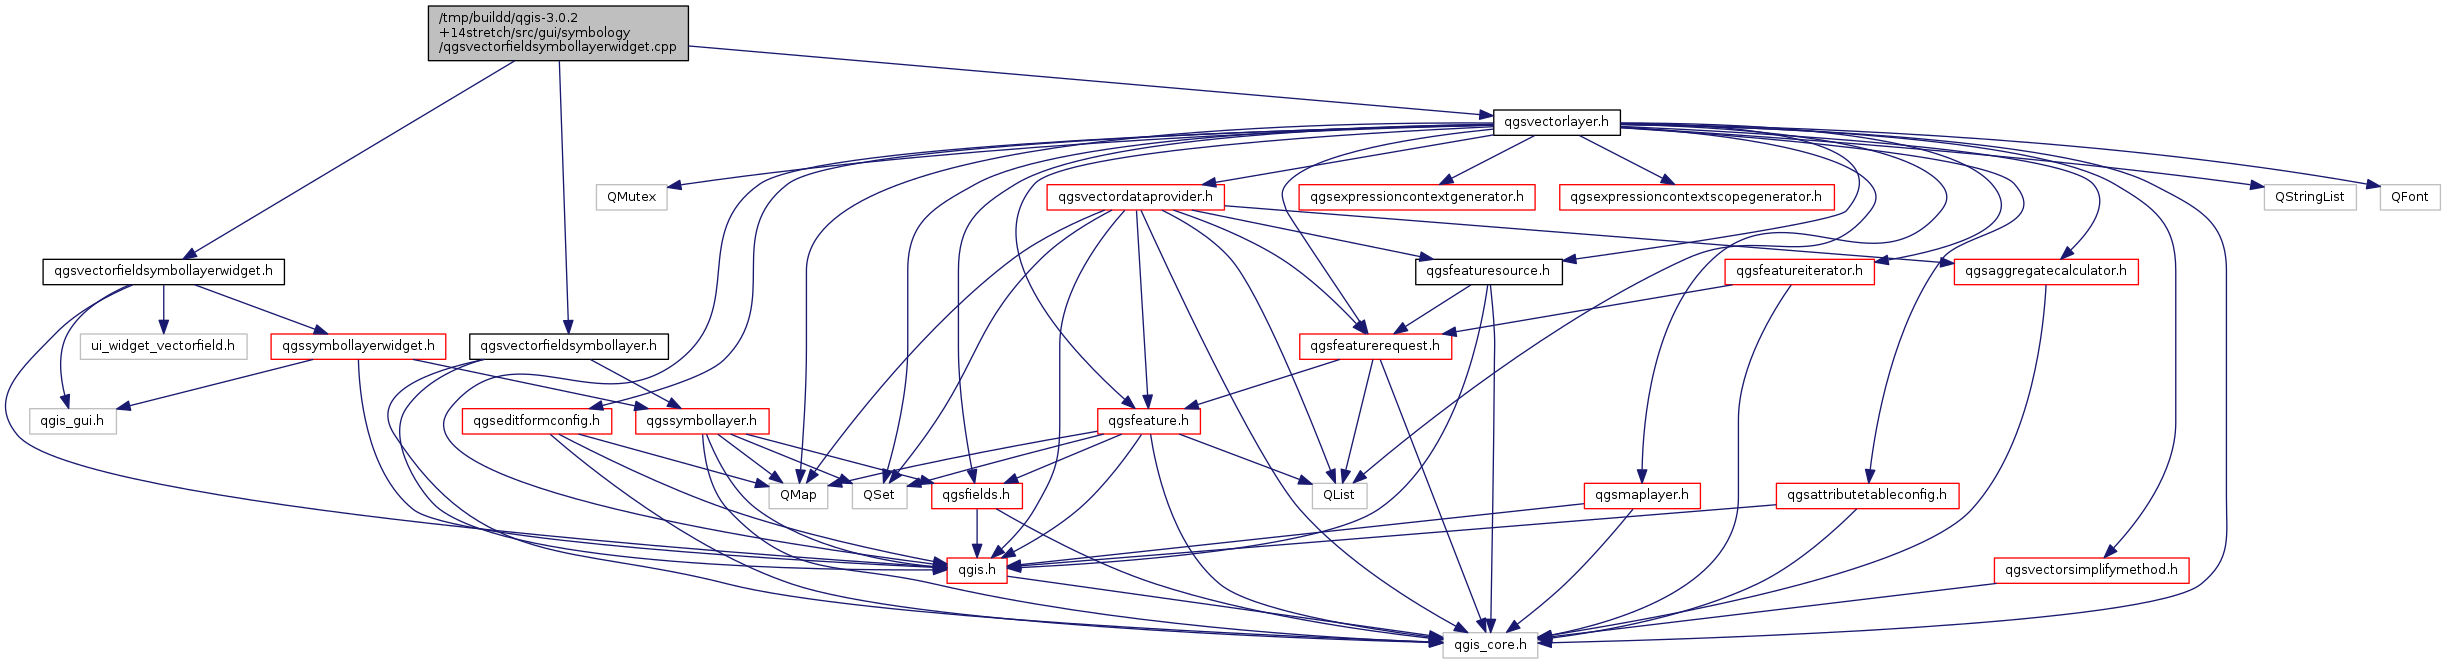 /tmp/buildd/qgis-3.0.2
+14stretch/src/gui/symbology
/qgsvectorfieldsymbollayerwidget.cpp
qgsvectorlayer.h
QMutex
qgsvectordataprovider.h
qgsexpressioncontextgenerator.h
qgsexpressioncontextscopegenerator.h
QStringList
QFont
qgsvectorfieldsymbollayerwidget.h
qgsfeaturesource.h
qgsfeatureiterator.h
qgsaggregatecalculator.h
ui_widget_vectorfield.h
qgssymbollayerwidget.h
qgsvectorfieldsymbollayer.h
qgsfeaturerequest.h
qgis_gui.h
qgseditformconfig.h
qgssymbollayer.h
qgsfeature.h
QMap
QSet
qgsfields.h
QList
qgsmaplayer.h
qgsattributetableconfig.h
qgis.h
qgsvectorsimplifymethod.h
qgis_core.h